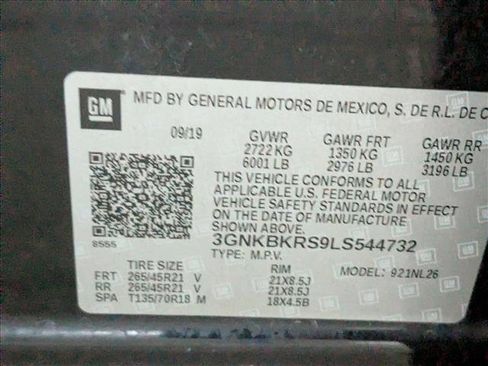 GM
MFD BY GENERAL MOTORS DE MEXICO, S. DE R.L. DE C
09/19 GVWR GAWR FRT GAWR RR
2722 KG 1350 KG 1450 KG
6001 LB 2976 LB 3196 LB
THIS VEHICLE CONFORMS TO ALL
APPLICABLE U.S. FEDERAL MOTOR
VEHICLE SAFETY STANDARDS IN EFFECT
ON THE DATE OF MANUFACTURE
SHOWN ABOVE.
8555 3GNKBKRS9LS544732
TYPE: M.P.V. MODEL: 921NL26
TIRE SIZE RIM
FRT 265/45R21 V 21X8.5J
RR 265/45R21 V 21X8.5J
SPA T135/70R18 M 18X4.5B